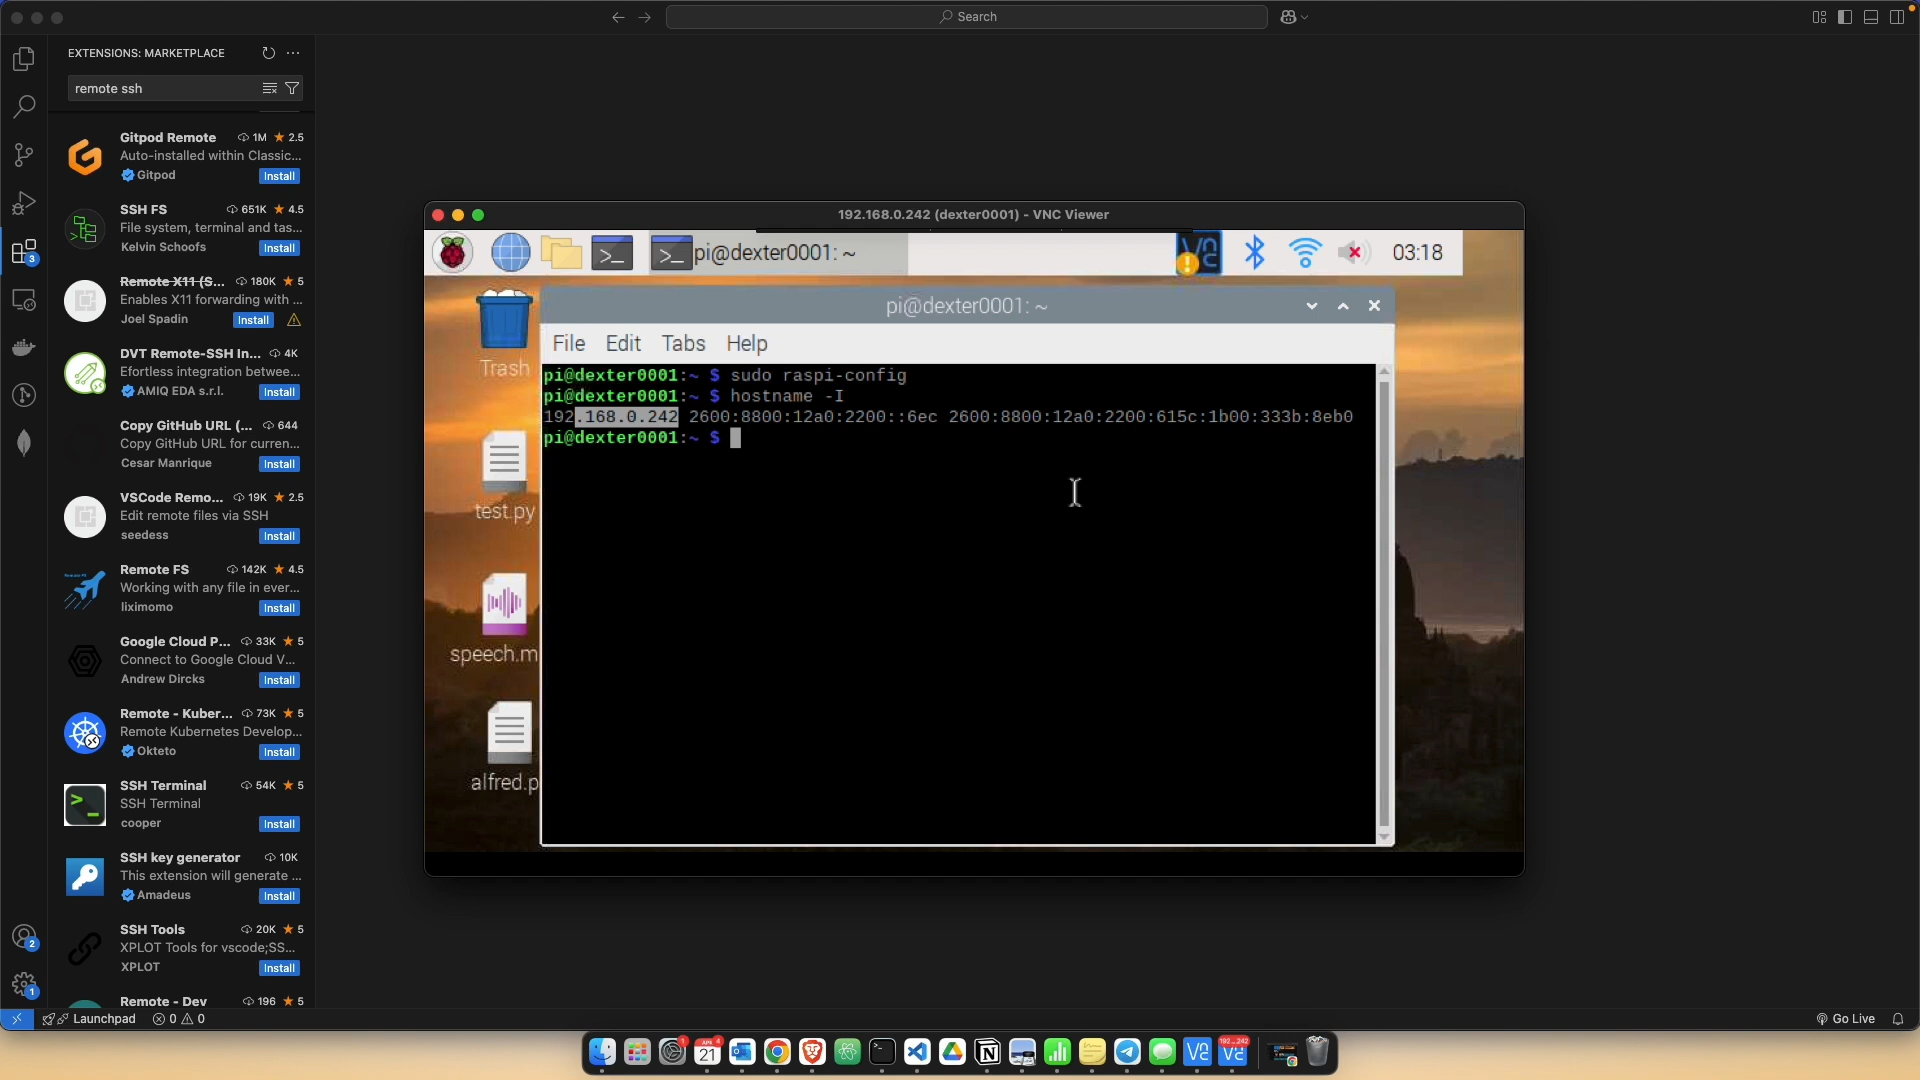 Search
EXTENSIONS: MARKETPLACE
remote ssh
Gitpod Remote 1M 2.5
Auto-installed within Classic...
Gitpod Install
SSH FS 651K 4.5
File system, terminal and tas...
Kelvin Schoofs Install
Remote X11 (S... 180K 5
Enables X11 forwarding with ...
Joel Spadin Install
DVT Remote-SSH In... 4K
Efortless integration betwee...
AMIQ EDA s.r.l. Install
Copy GitHub URL (... 644
Copy GitHub URL for curren...
Cesar Manrique Install
VSCode Remo... 19K 2.5
Edit remote files via SSH
seedess Install
Remote FS 142K 4.5
Working with any file in ever...
liximomo Install
Google Cloud P... 33K 5
Connect to Google Cloud V...
Andrew Dircks Install
Remote - Kuber... 73K 5
Remote Kubernetes Develop...
Okteto Install
SSH Terminal 54K 5
SSH Terminal
cooper Install
SSH key generator 10K
This extension will generate ...
Amadeus Install
SSH Tools 20K 5
XPLOT Tools for vscode;SS...
XPLOT Install
Remote - Dev 196 5
3
2
1
Launchpad 0 0
Go Live
192.168.0.242 (dexter0001) - VNC Viewer
pi@dexter0001: ~
03:18
Trash
test.py
speech.m
alfred.p
pi@dexter0001: ~
File Edit Tabs Help
pi@dexter0001:~ $ sudo raspi-config
pi@dexter0001:~ $ hostname -I
192.168.0.242 2600:8800:12a0:2200::6ec 2600:8800:12a0:2200:615c:1b00:333b:8eb0
pi@dexter0001:~ $
1
APR 4
21
192...242